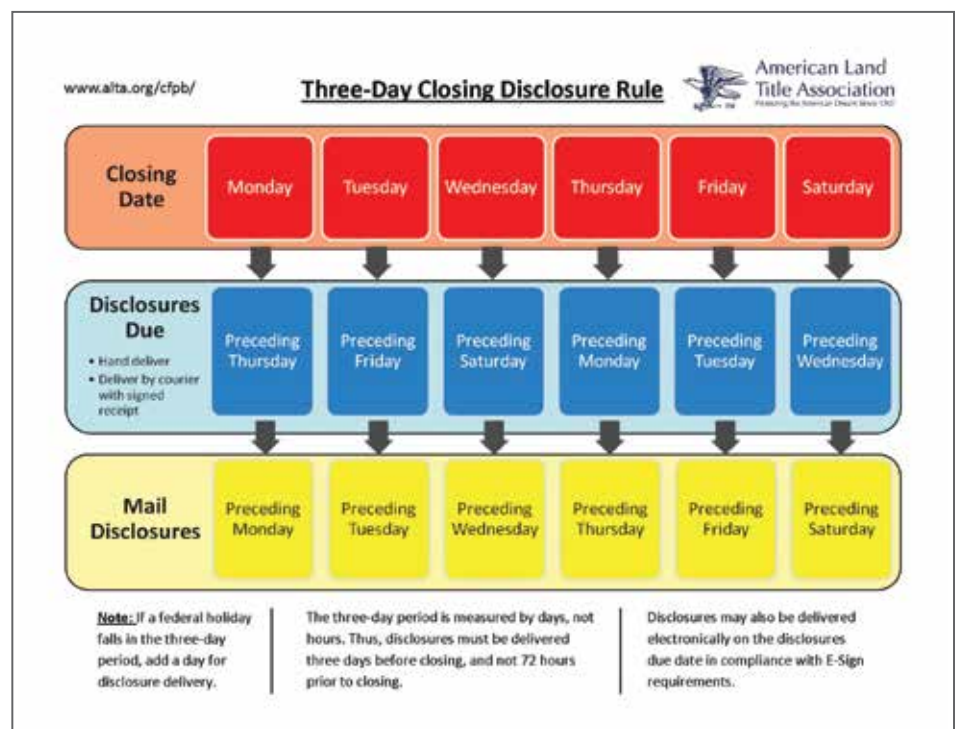 www.alta.org/cfpb/
Three-Day Closing Disclosure Rule
American Land
Title Association
Protecting the American Dream Since 1907
Closing
Date
Monday
Tuesday
Wednesday
Thursday
Friday
Saturday
Disclosures
Due
• Hand deliver
• Deliver by courier
with signed
receipt
Preceding
Thursday
Preceding
Friday
Preceding
Saturday
Preceding
Monday
Preceding
Tuesday
Preceding
Wednesday
Mail
Disclosures
Preceding
Monday
Preceding
Tuesday
Preceding
Wednesday
Preceding
Thursday
Preceding
Friday
Preceding
Saturday
Note: If a federal holiday
falls in the three-day
period, add a day for
disclosure delivery.
The three-day period is measured by days, not
hours. Thus, disclosures must be delivered
three days before closing, and not 72 hours
prior to closing.
Disclosures may also be delivered
electronically on the disclosures
due date in compliance with E-Sign
requirements.